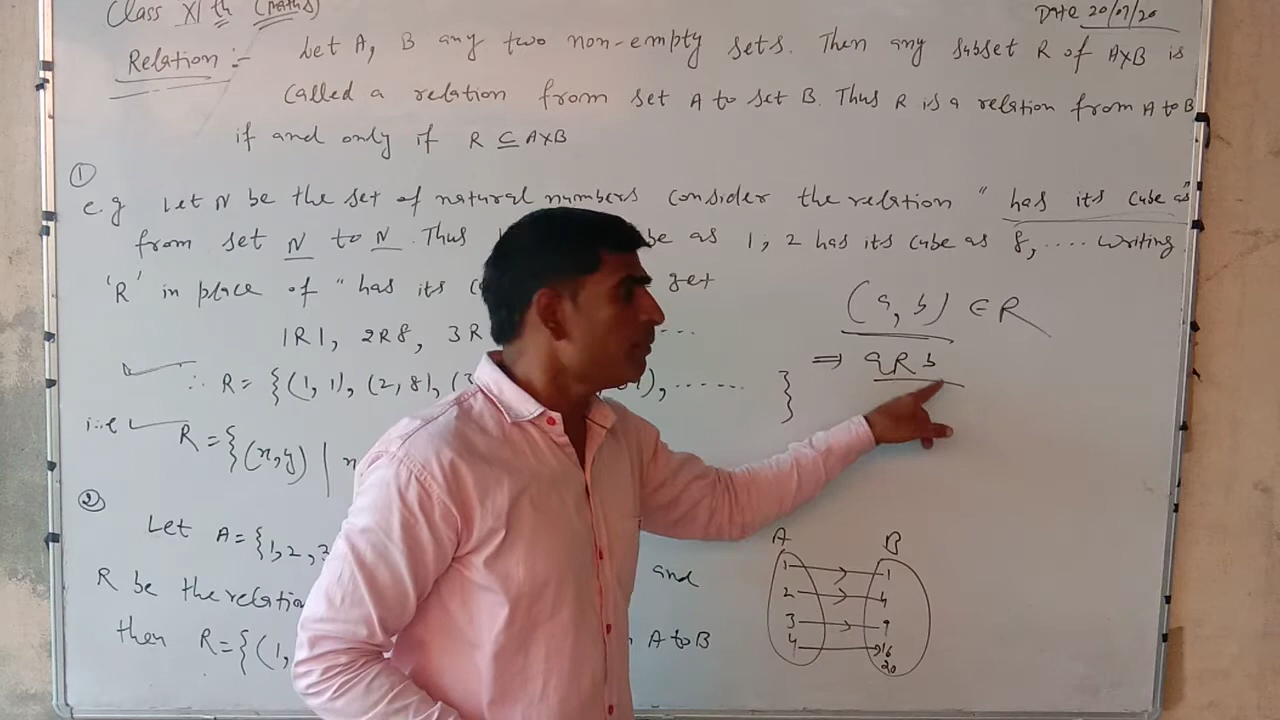 Class XIth (Maths)
Date 20/07/20
Relation :- Let A, B any two non-empty sets. Then any subset R of A×B is
called a relation from set A to set B. Thus R is a relation from A to B
if and only if R ⊆ A×B
①
e.g Let N be the set of natural numbers consider the relation "has its cube as"
from set N to N. Thus be as 1, 2 has its cube as 8, .... writing
'R' in place of "has its get
1R1, 2R8, 3R .....
∴ R = {(1, 1), (2, 8), ), ...... }
i.e R = {(x, y) |
(a, b) ∈ R
⇒ aRb
②
Let A = {1, 2, 3
R be the relation and
then R = {(1, A to B
A B
1 1
2 4
3 9
4 16
20